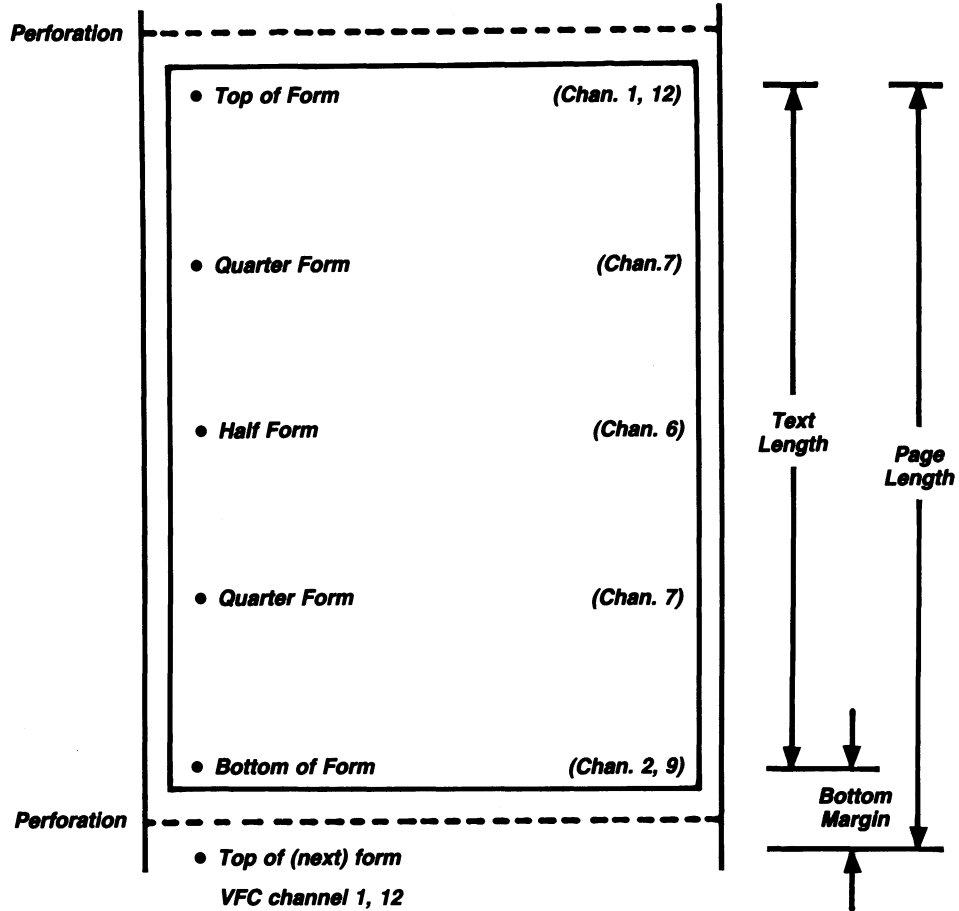 Perforation
Top of Form (Chan. 1, 12)
Quarter Form (Chan.7)
Half Form (Chan. 6)
Text
Length
Page
Length
Quarter Form (Chan. 7)
Bottom of Form (Chan. 2, 9)
Bottom
Margin
Perforation
Top of (next) form
VFC channel 1, 12